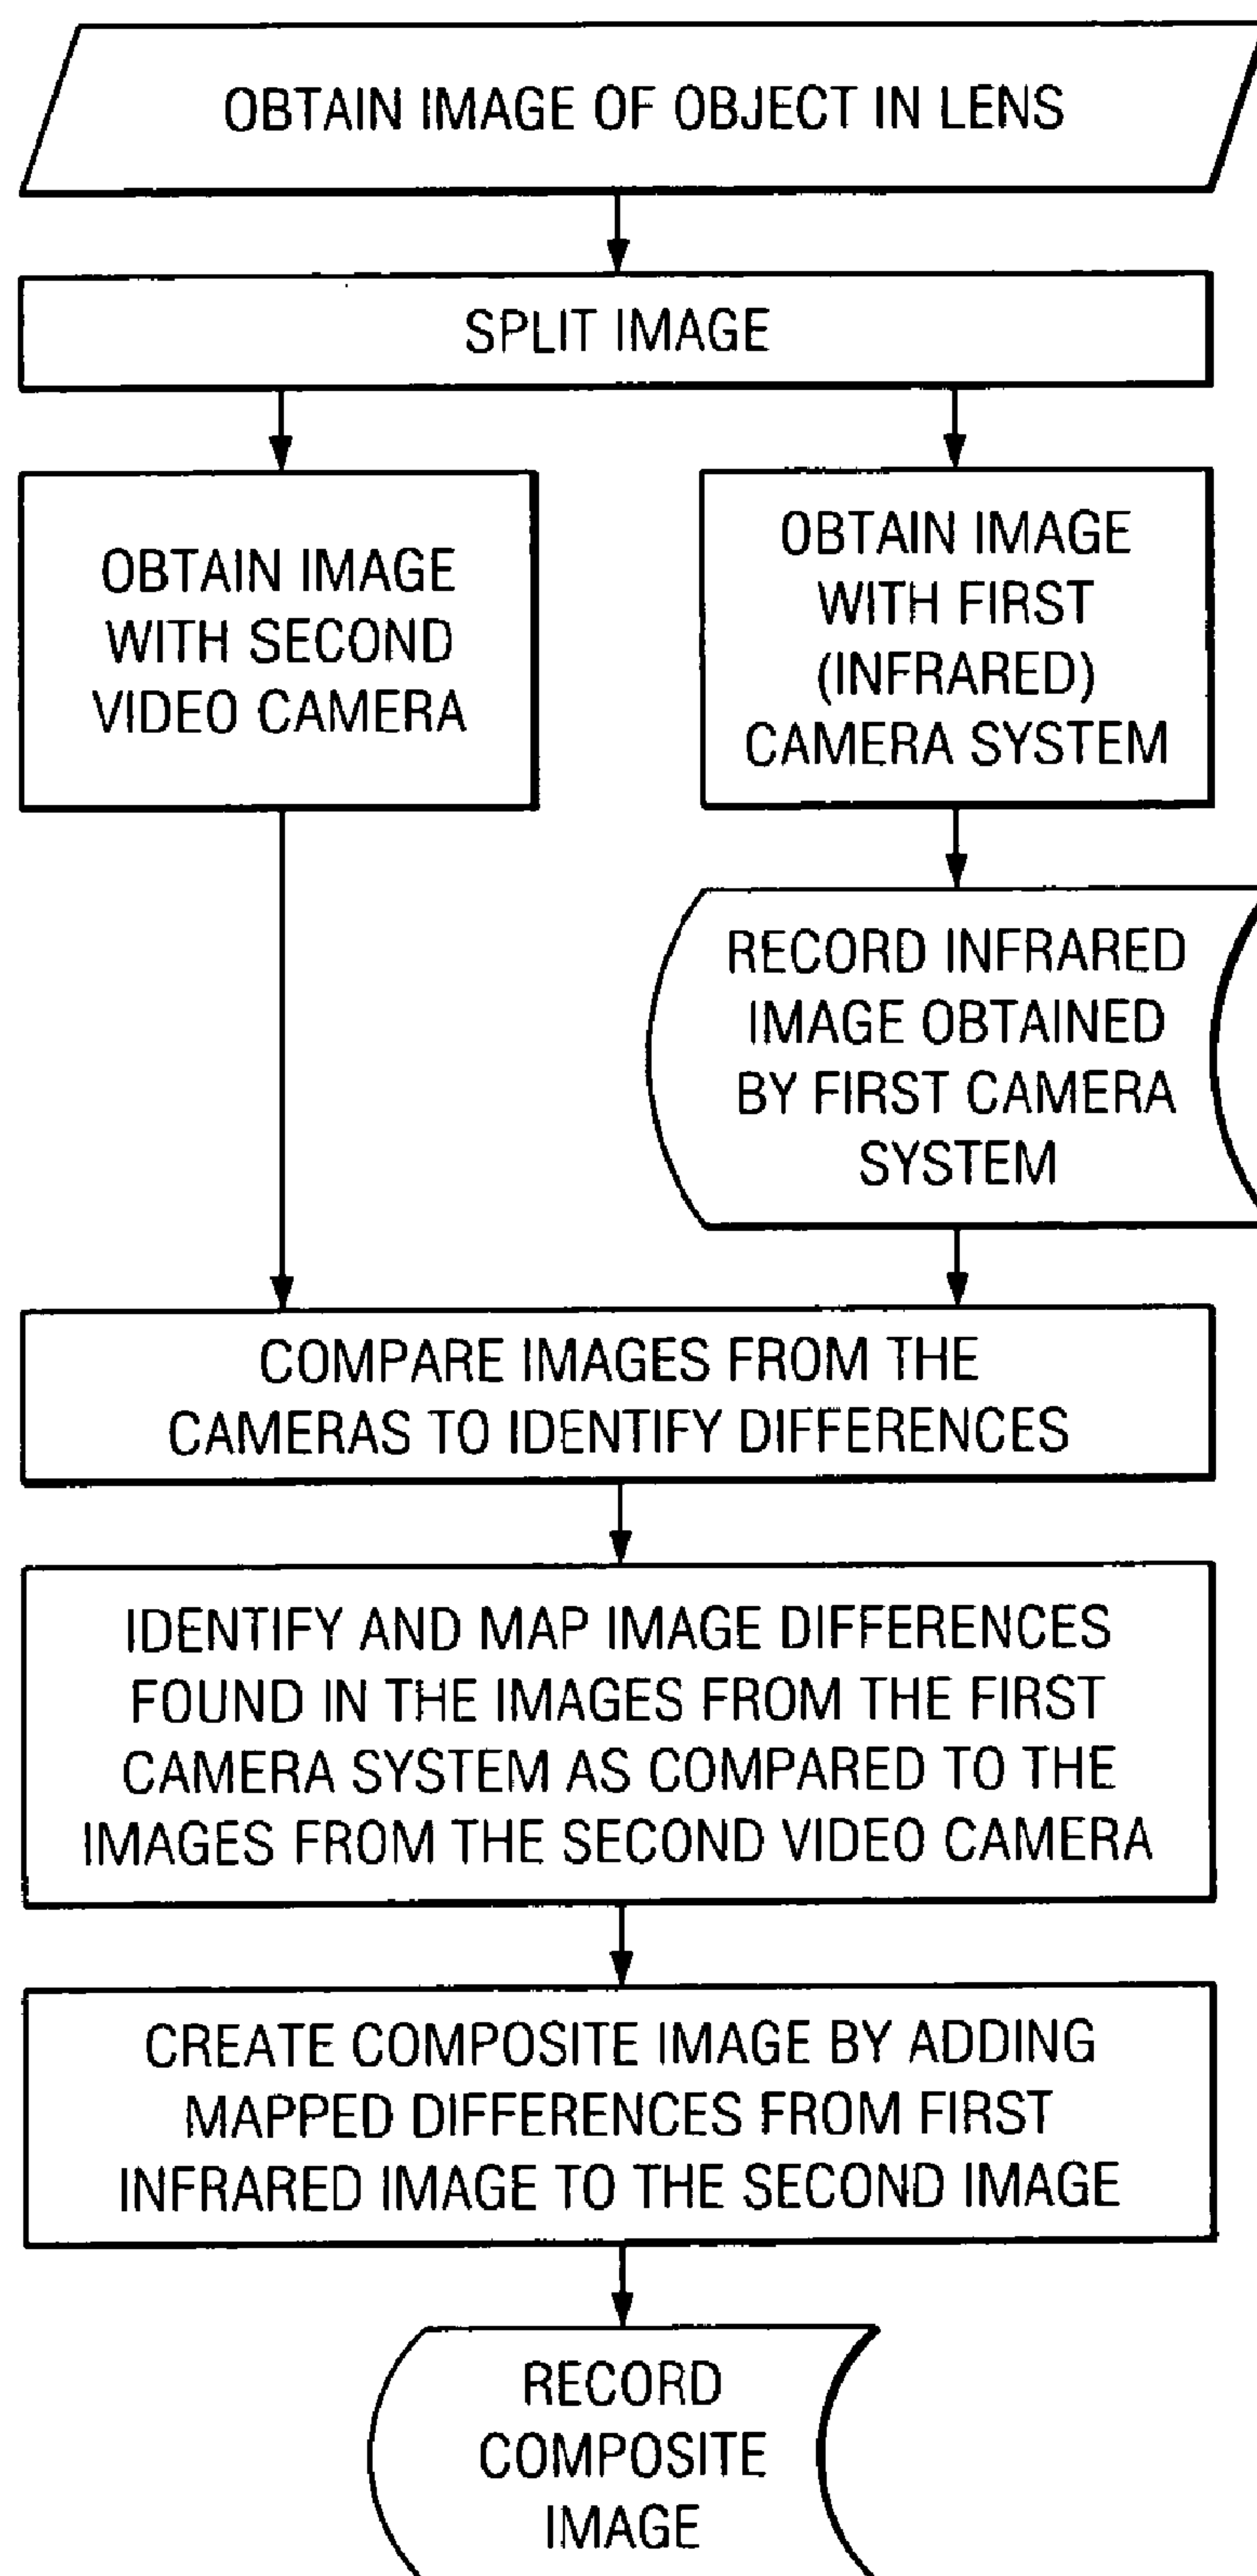 OBTAIN IMAGE OF OBJECT IN LENS
SPLIT IMAGE
OBTAIN IMAGE
WITH SECOND
VIDEO CAMERA
OBTAIN IMAGE
WITH FIRST
(INFRARED)
CAMERA SYSTEM
RECORD INFRARED
IMAGE OBTAINED
BY FIRST CAMERA
SYSTEM
COMPARE IMAGES FROM THE
CAMERAS TO IDENTIFY DIFFERENCES
IDENTIFY AND MAP IMAGE DIFFERENCES
FOUND IN THE IMAGES FROM THE FIRST
CAMERA SYSTEM AS COMPARED TO THE
IMAGES FROM THE SECOND VIDEO CAMERA
CREATE COMPOSITE IMAGE BY ADDING
MAPPED DIFFERENCES FROM FIRST
INFRARED IMAGE TO THE SECOND IMAGE
RECORD
COMPOSITE
IMAGE